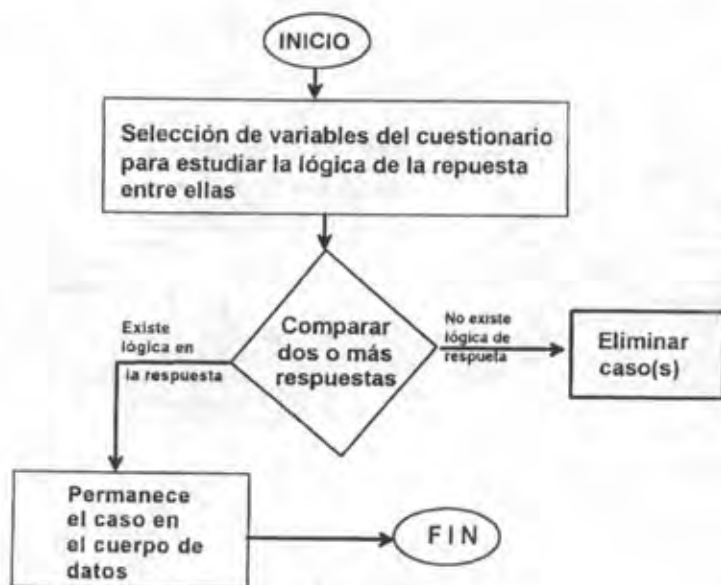 INICIO
Selección de variables del cuestionario
para estudiar la lógica de la repuesta
entre ellas
Existe
lógica en
la respuesta
Comparar
dos o más
respuestas
No existe
lógica de
respueta
Eliminar
caso(s)
Permanece
el caso en
el cuerpo de
datos
FIN